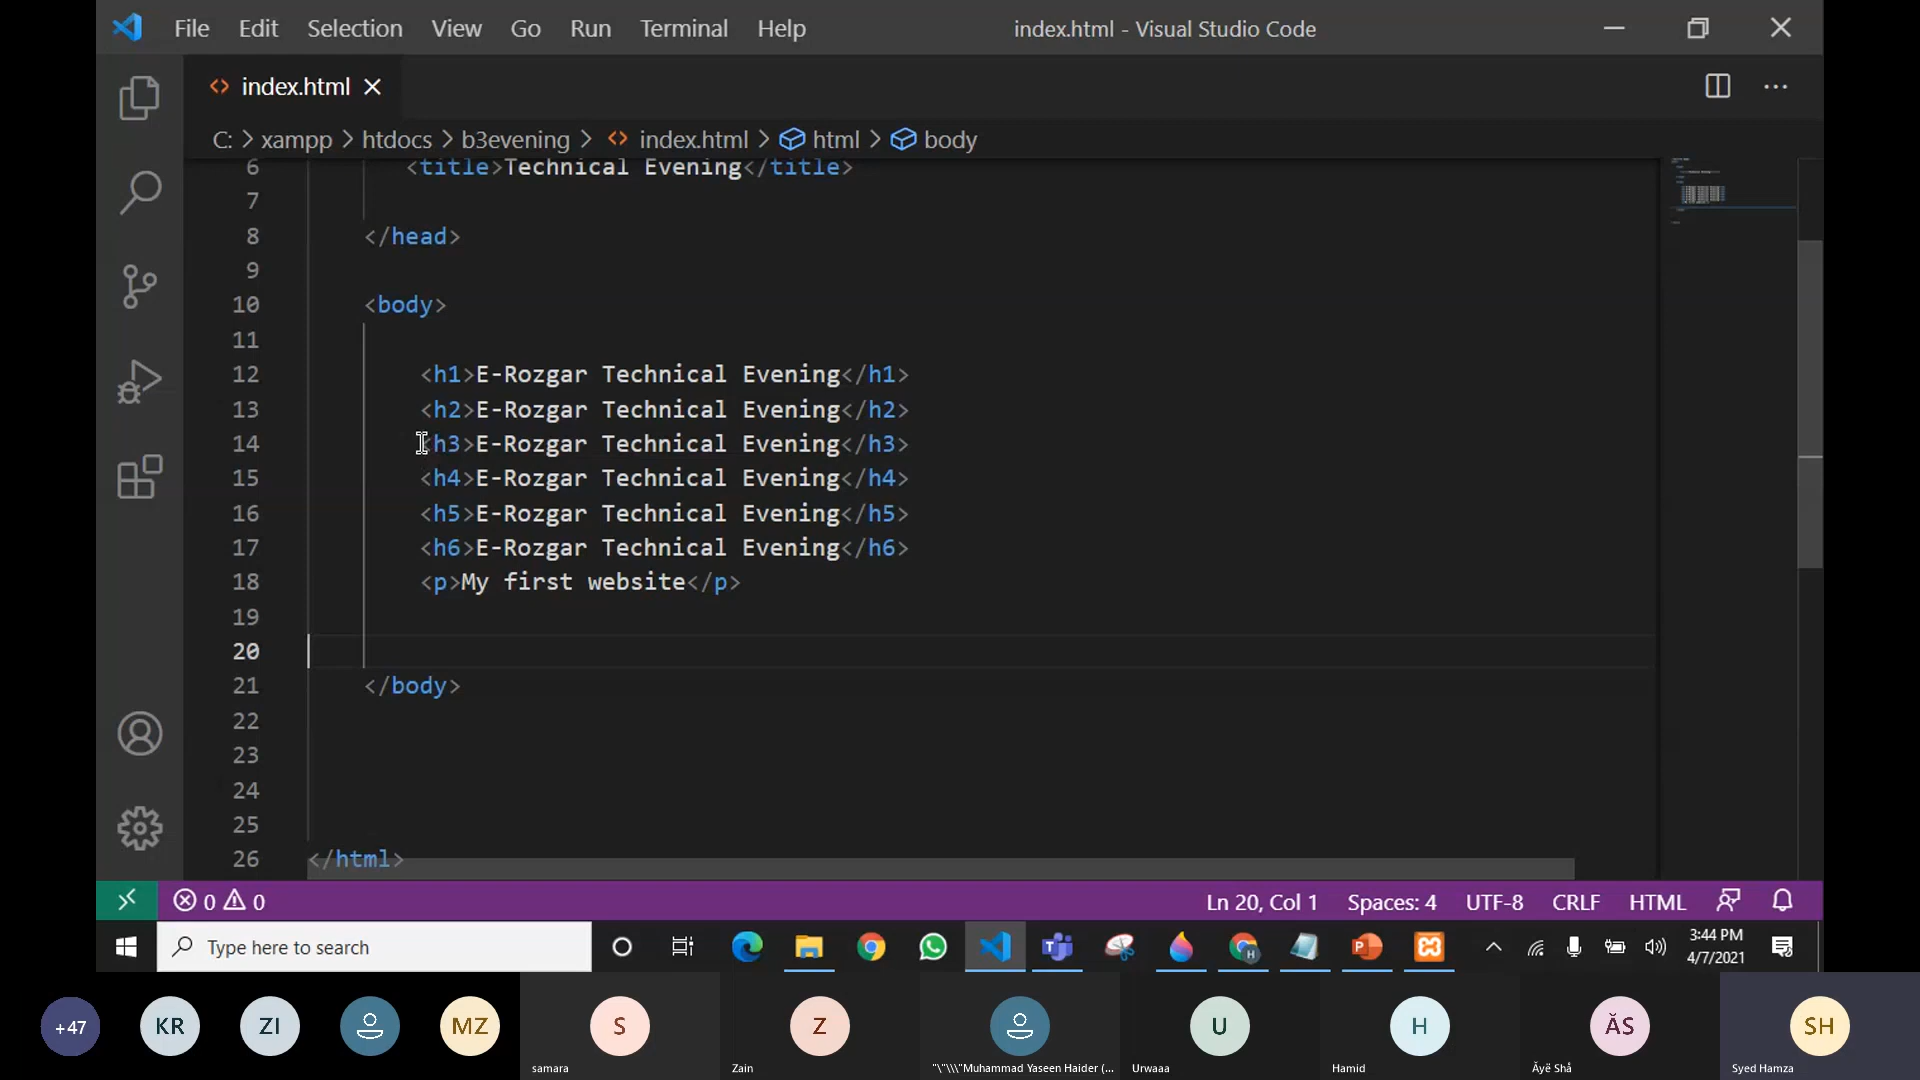 File Edit Selection View Go Run Terminal Help index.html - Visual Studio Code
index.html
C: > xampp > htdocs > b3evening > index.html > html > body
6 <title>Technical Evening</title>
7
8 </head>
9
10 <body>
11
12 <h1>E-Rozgar Technical Evening</h1>
13 <h2>E-Rozgar Technical Evening</h2>
14 <h3>E-Rozgar Technical Evening</h3>
15 <h4>E-Rozgar Technical Evening</h4>
16 <h5>E-Rozgar Technical Evening</h5>
17 <h6>E-Rozgar Technical Evening</h6>
18 <p>My first website</p>
19
20
21 </body>
22
23
24
25
26 </html>
0 0 Ln 20, Col 1 Spaces: 4 UTF-8 CRLF HTML
Type here to search
3:44 PM
4/7/2021
+47 KR ZI MZ S Z U H ĂS SH
samara Zain "\"\\\"Muhammad Yaseen Haider (... Urwaaa Hamid Ăyë Shå Syed Hamza